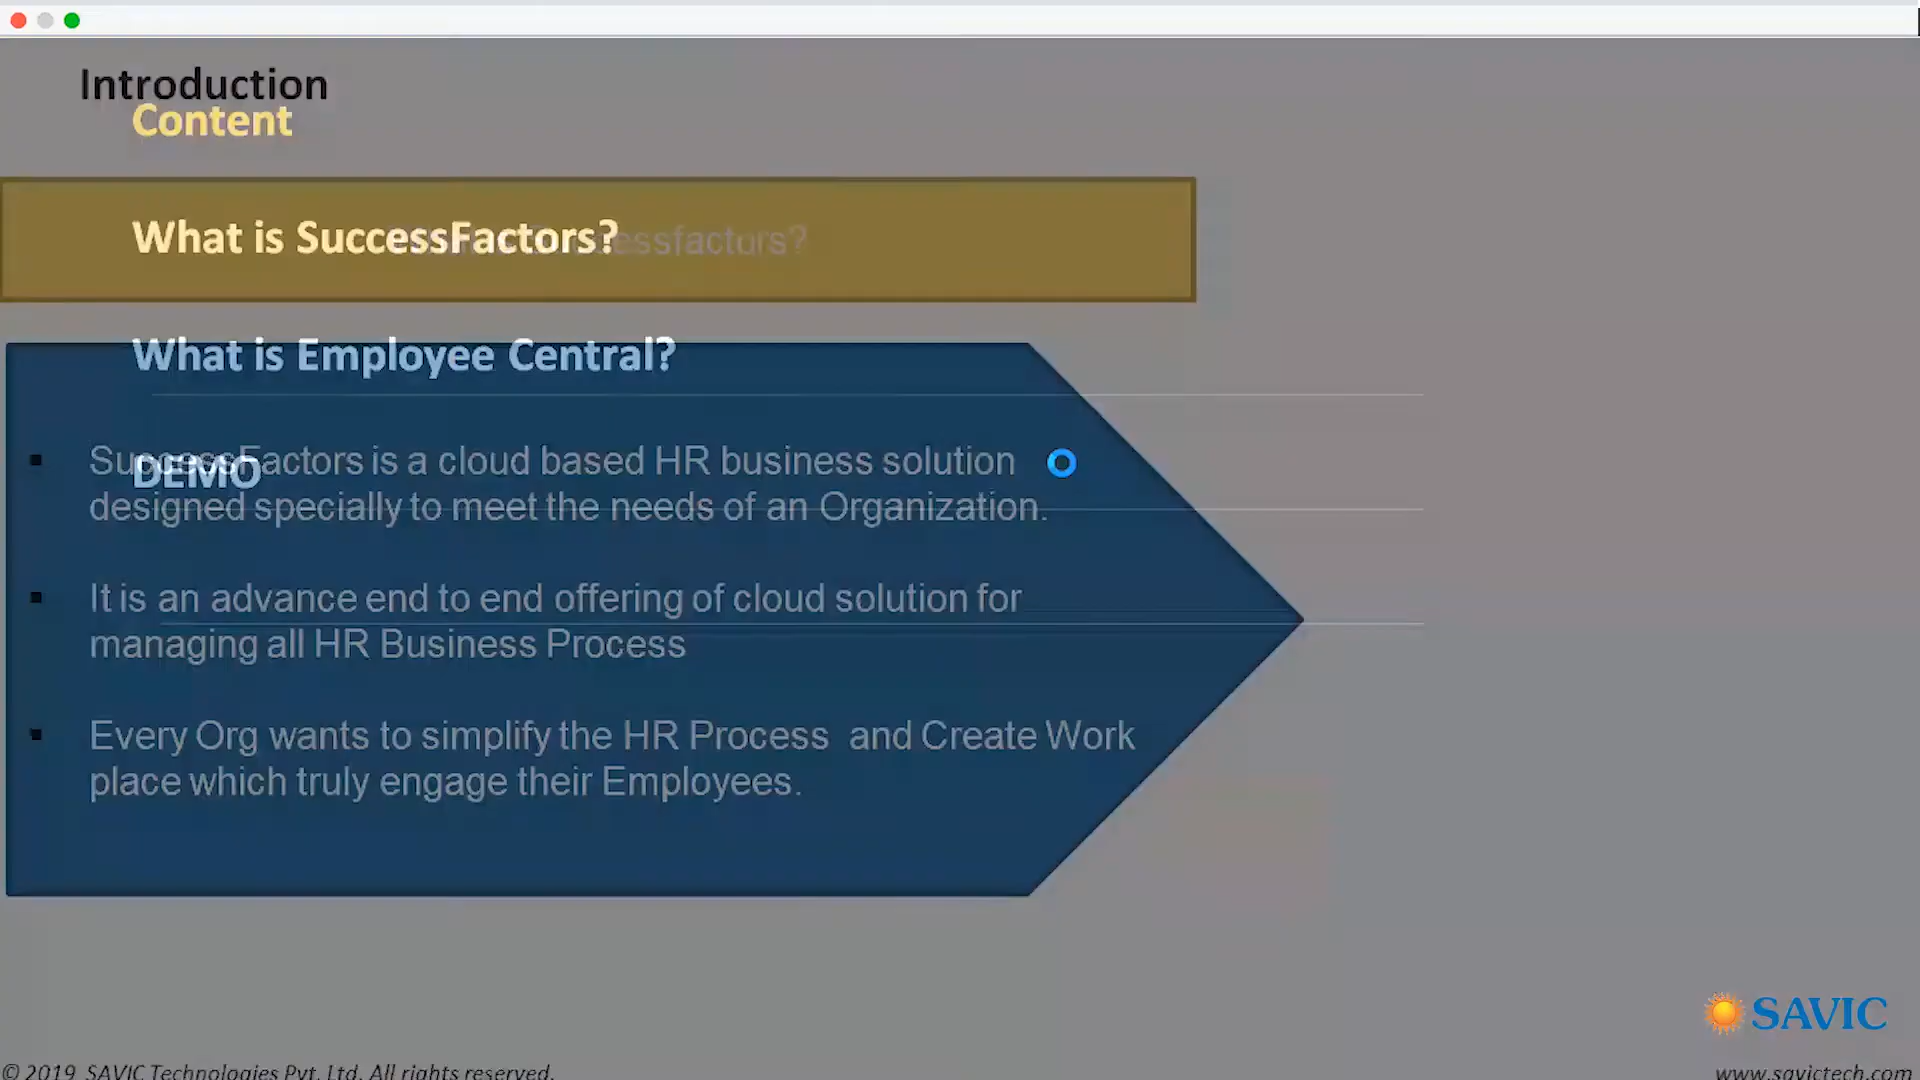 Introduction
Content
What is SuccessFactors?
What is Employee Central?
SuccessFactors is a cloud based HR business solution
DEMO
designed specially to meet the needs of an Organization.
It is an advance end to end offering of cloud solution for
managing all HR Business Process
Every Org wants to simplify the HR Process and Create Work
place which truly engage their Employees.
SAVIC
© 2019 SAVIC Technologies Pvt. Ltd. All rights reserved.
www.savictech.com